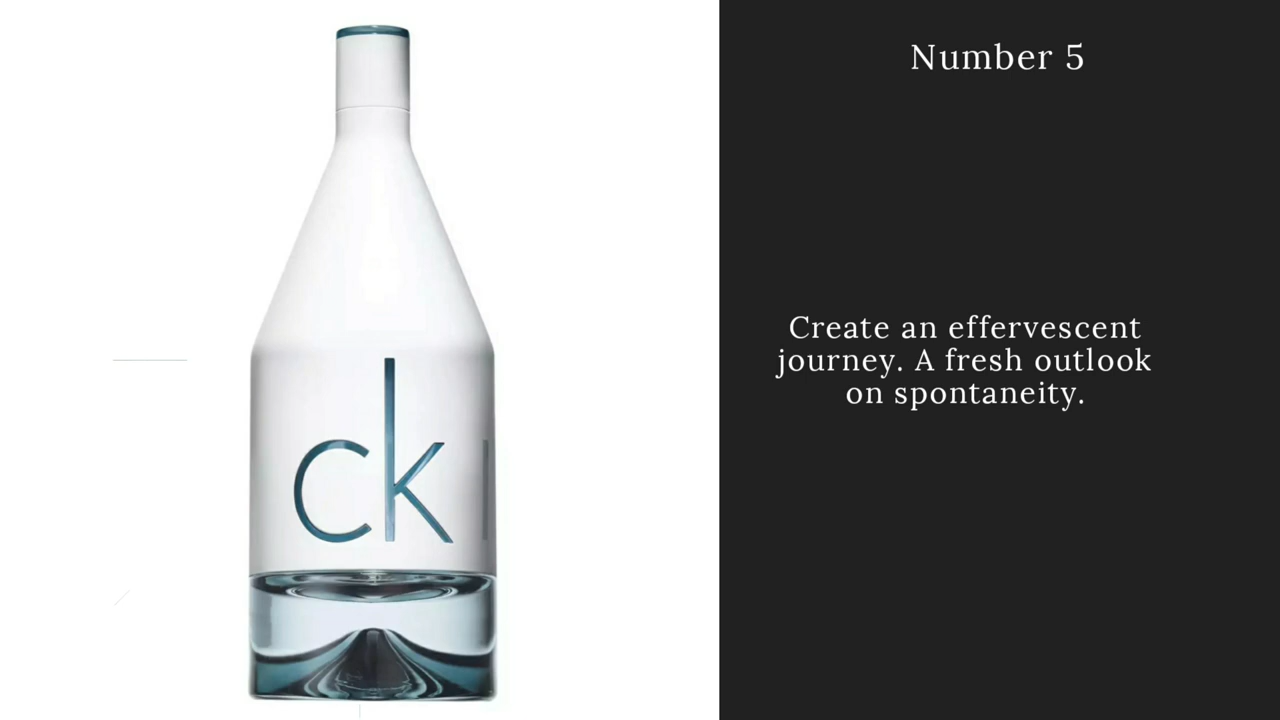 Number 5
ck
Create an effervescent
journey. A fresh outlook
on spontaneity.